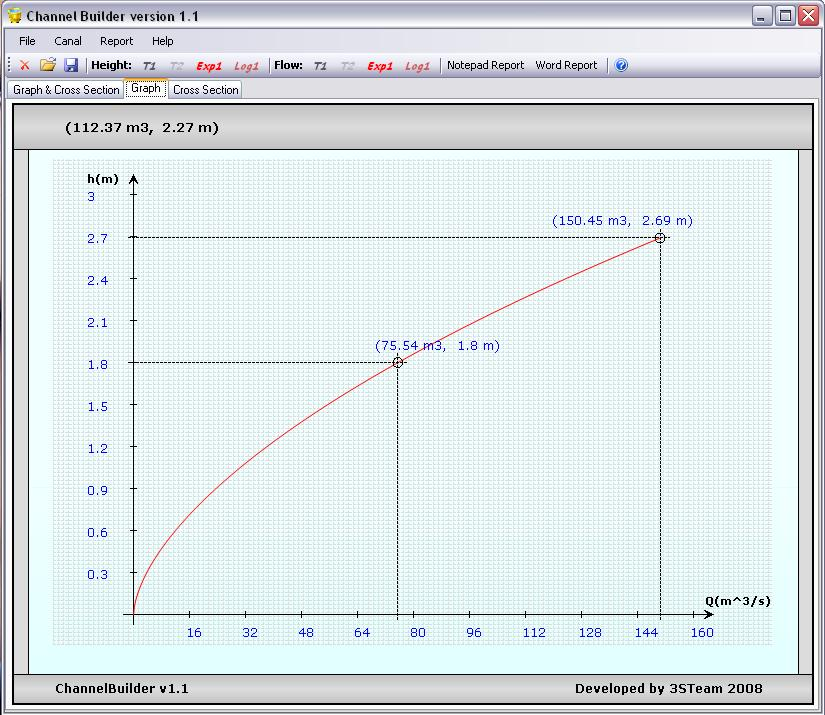 Channel Builder version 1.1
File Canal Report Help
Height: T1 T2 Exp1 Log1 Flow: T1 T2 Exp1 Log1 Notepad Report Word Report
Graph & Cross Section Graph Cross Section
(112.37 m3, 2.27 m)
h(m)
3
(150.45 m3, 2.69 m)
2.7
2.4
2.1
(75.54 m3, 1.8 m)
1.8
1.5
1.2
0.9
0.6
0.3
Q(m^3/s)
16 32 48 64 80 96 112 128 144 160
ChannelBuilder v1.1 Developed by 3STeam 2008